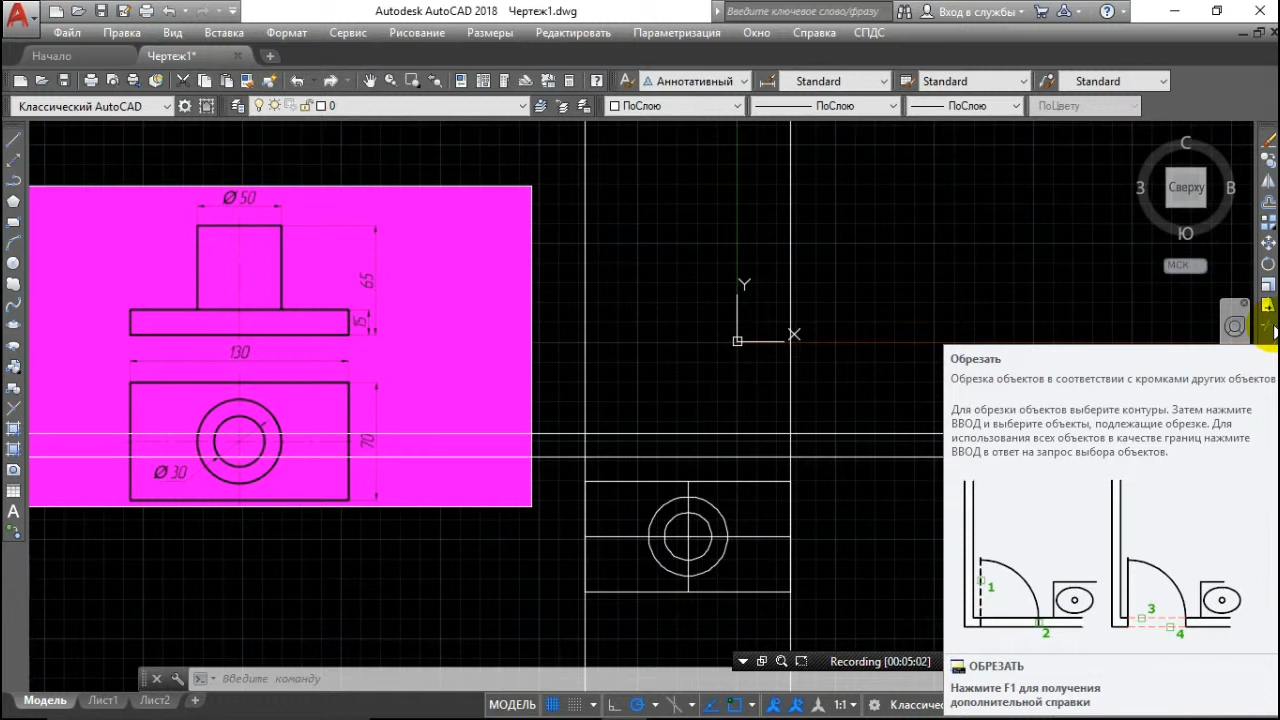 Autodesk AutoCAD 2018 Чертеж1.dwg
Введите ключевое слово/фразу
Вход в службы
Файл Правка Вид Вставка Формат Сервис Рисование Размеры Редактировать Параметризация Окно Справка СПДС
Начало Чертеж1*
Аннотативный Standard Standard Standard
Классический AutoCAD 0 ПоСлою ПоСлою ПоСлою ПоЦвету
С
З Сверху В
Ю
МСК
Ø 50
65
15
130
70
Ø 30
Y
X
Обрезать
Обрезка объектов в соответствии с кромками других объектов
Для обрезки объектов выберите контуры. Затем нажмите
ВВОД и выберите объекты, подлежащие обрезке. Для
использования всех объектов в качестве границ нажмите
ВВОД в ответ на запрос выбора объектов.
1
2
3
4
ОБРЕЗАТЬ
Нажмите F1 для получения
дополнительной справки
Recording [00:05:02]
Введите команду
Модель Лист1 Лист2 +
МОДЕЛЬ 1:1 Классичес